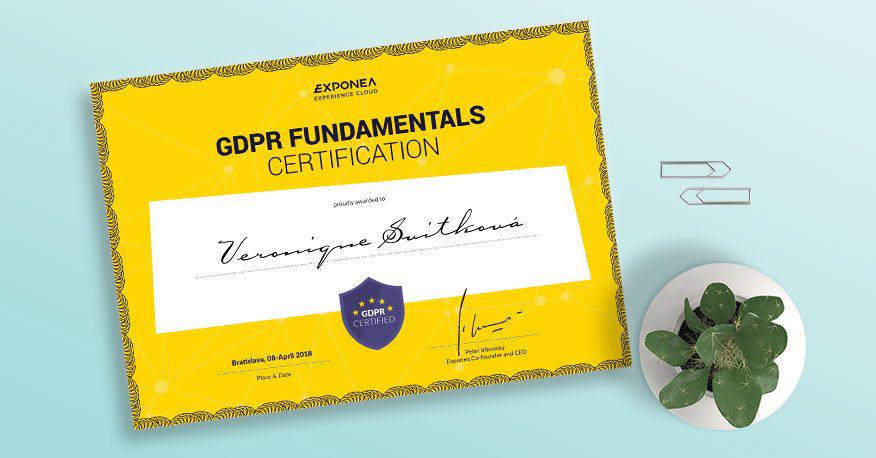 EXPONEA
EXPERIENCE CLOUD
GDPR FUNDAMENTALS
CERTIFICATION
proudly awarded to
Veronique Svitková
GDPR
CERTIFIED
Bratislava, 08-April 2018
Place & Date
Peter Irikovský
Exponea Co-founder and CEO